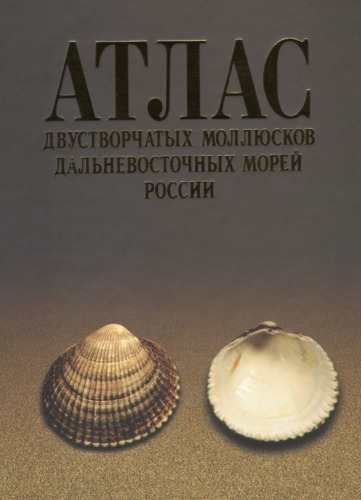 АТЛАС
ДВУСТВОРЧАТЫХ МОЛЛЮСКОВ
ДАЛЬНЕВОСТОЧНЫХ МОРЕЙ
РОССИИ